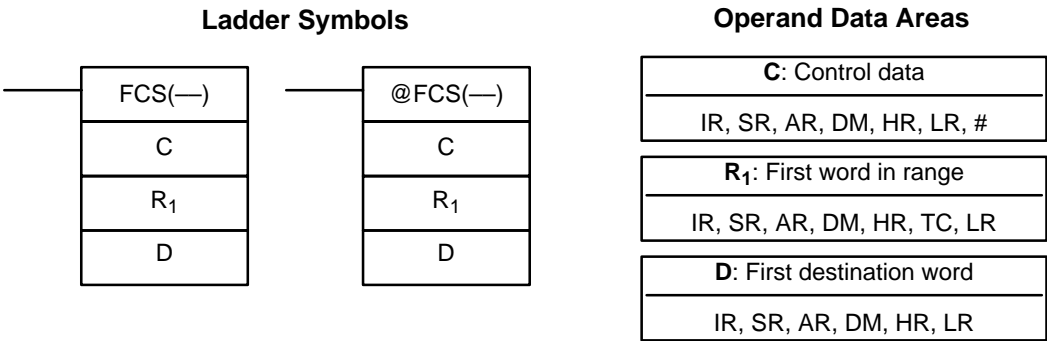 Ladder Symbols
FCS(––)
C
R1
D
@FCS(––)
C
R1
D
Operand Data Areas
C: Control data
IR, SR, AR, DM, HR, LR, #
R1: First word in range
IR, SR, AR, DM, HR, TC, LR
D: First destination word
IR, SR, AR, DM, HR, LR